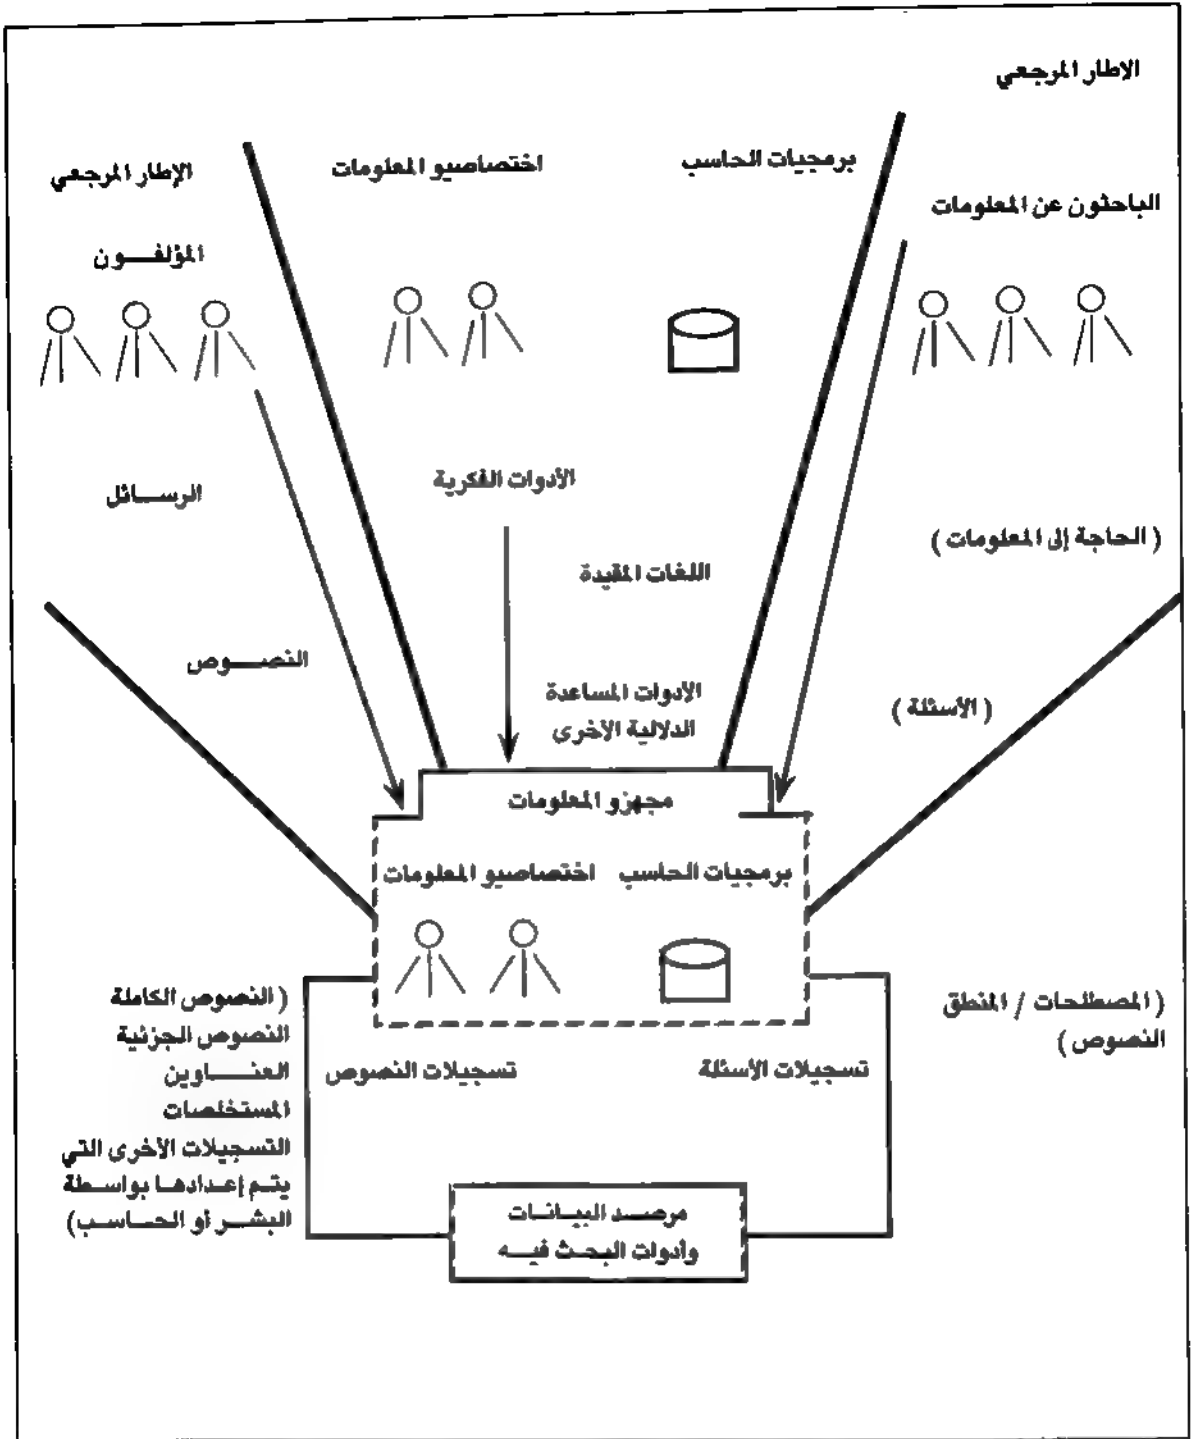 الاطار المرجعي
برمجيات الحاسب
اختصاصيو المعلومات
الإطار المرجعي
الباحثون عن المعلومات
المؤلفـــون
الأدوات الفكرية
الرســـائل
( الحاجة إلى المعلومات )
اللغات المقيدة
النصـــوص
الأدوات المساعدة
الدلالية الأخرى
( الأسئلة )
مجهزو المعلومات
برمجيات الحاسب
اختصاصيو المعلومات
( المصطلحات / المنطق
النصوص )
تسجيلات الأسئلة
تسجيلات النصوص
( النصوص الكاملة
النصوص الجزئية
العنـــاوين
المستخلصات
التسجيلات الأخرى التي
يتـم إعـدادهـا بواسـطة
البشـر أو الحـاسـب)
مرصـد البيـانـات
وأدوات البحـث فيـه